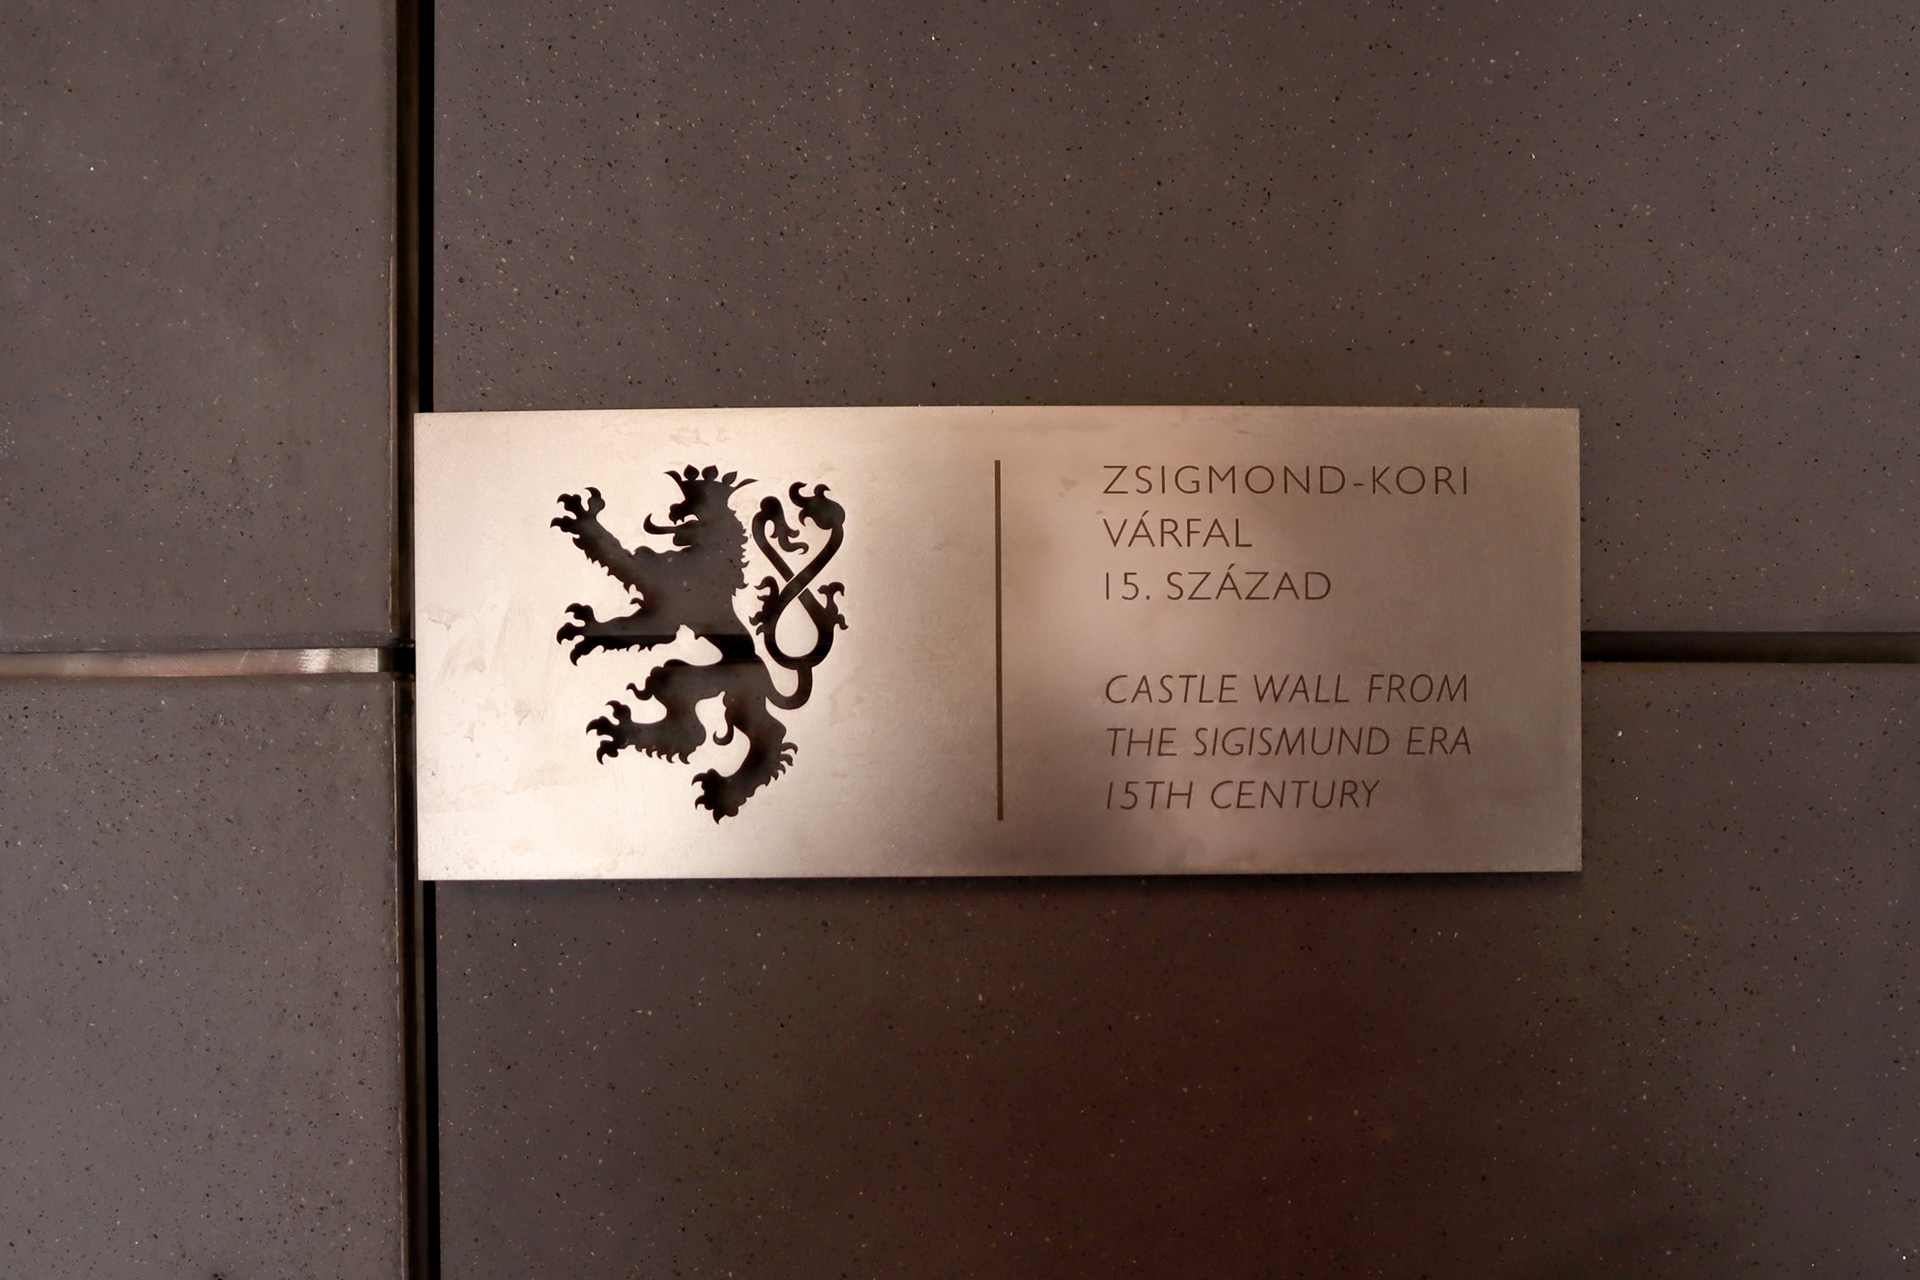 ZSIGMOND-KORI
VÁRFAL
15. SZÁZAD
CASTLE WALL FROM
THE SIGISMUND ERA
15TH CENTURY